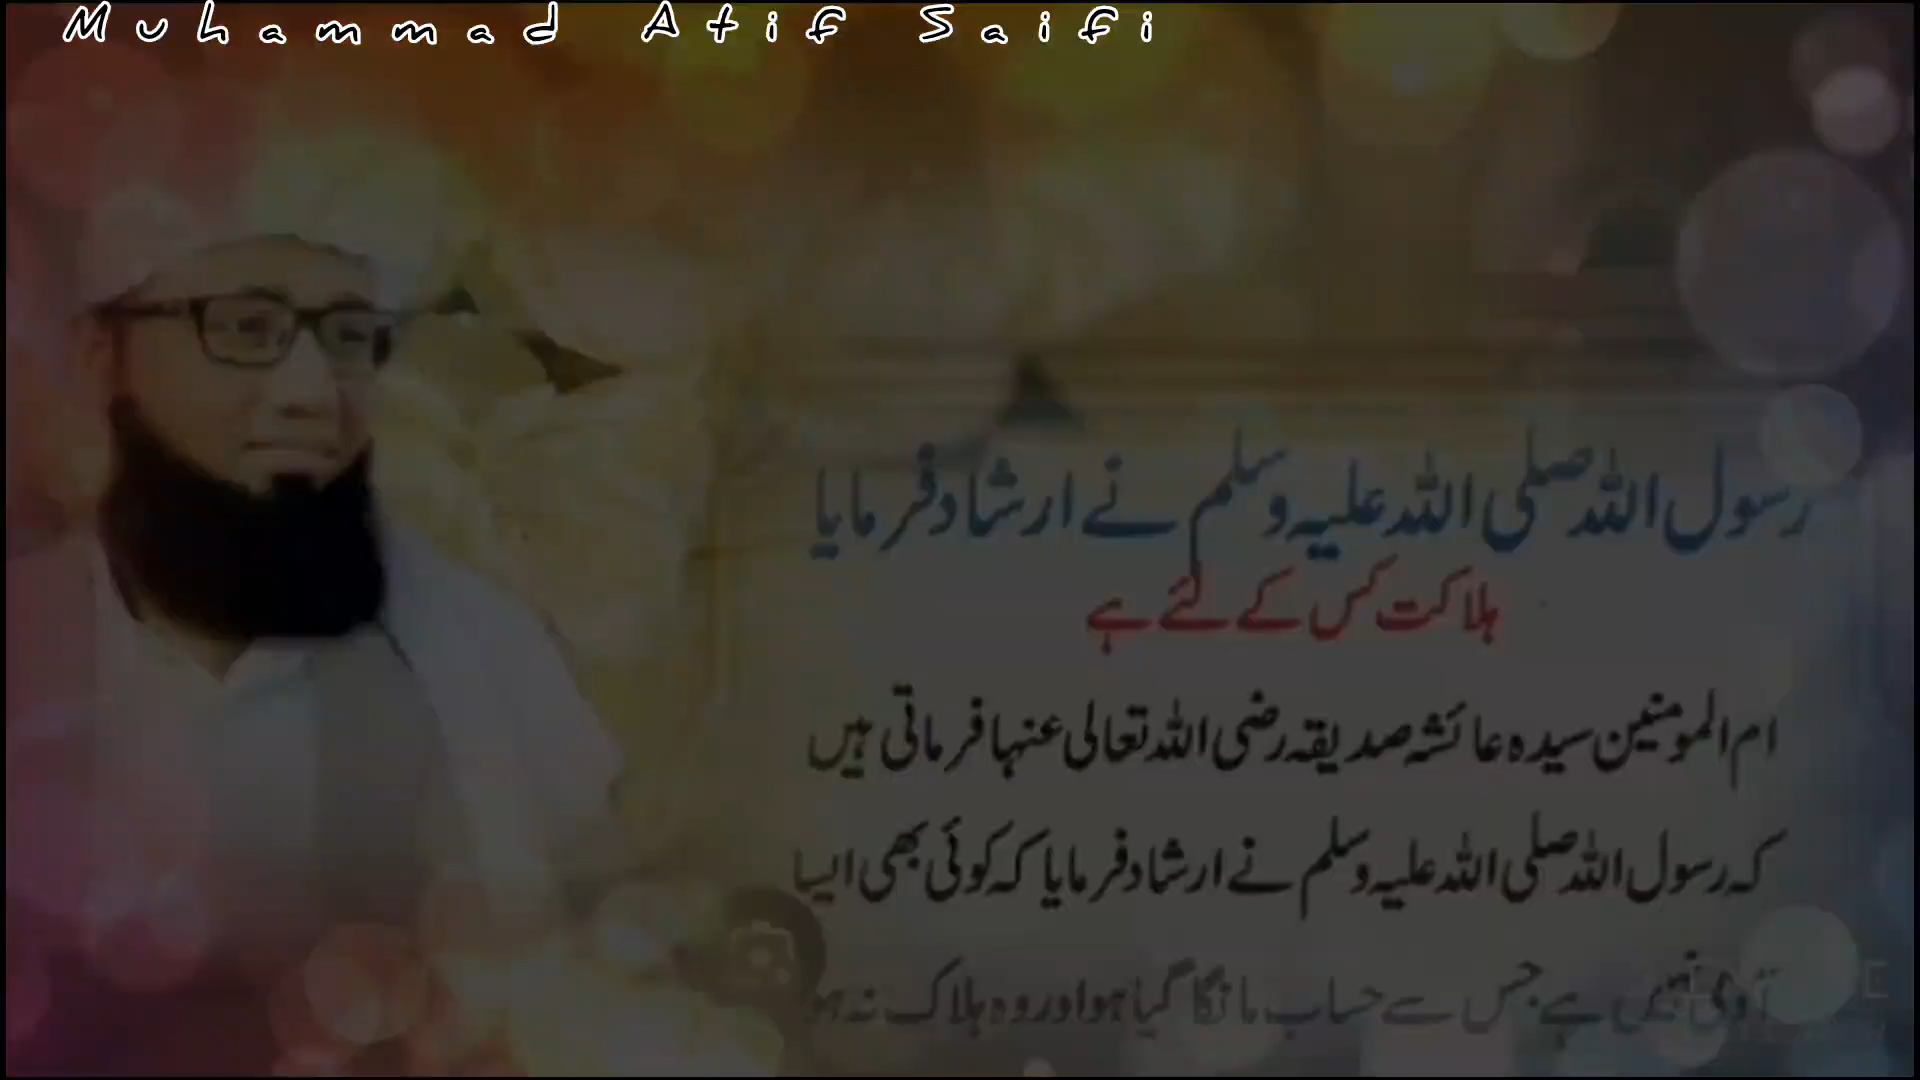 Muhammad Atif Saifi
رسول اللہ صلی اللہ علیہ وسلم نے ارشاد فرمایا
ہلاکت کس کے لئے ہے
ام المومنین سیدہ عائشہ صدیقہ رضی اللہ تعالی عنہا فرماتی ہیں
کہ رسول اللہ صلی اللہ علیہ وسلم نے ارشاد فرمایا کہ کوئی بھی ایسا
آدمی نہیں ہے جس سے حساب مانگا گیا ہو اور وہ ہلاک نہ ہو